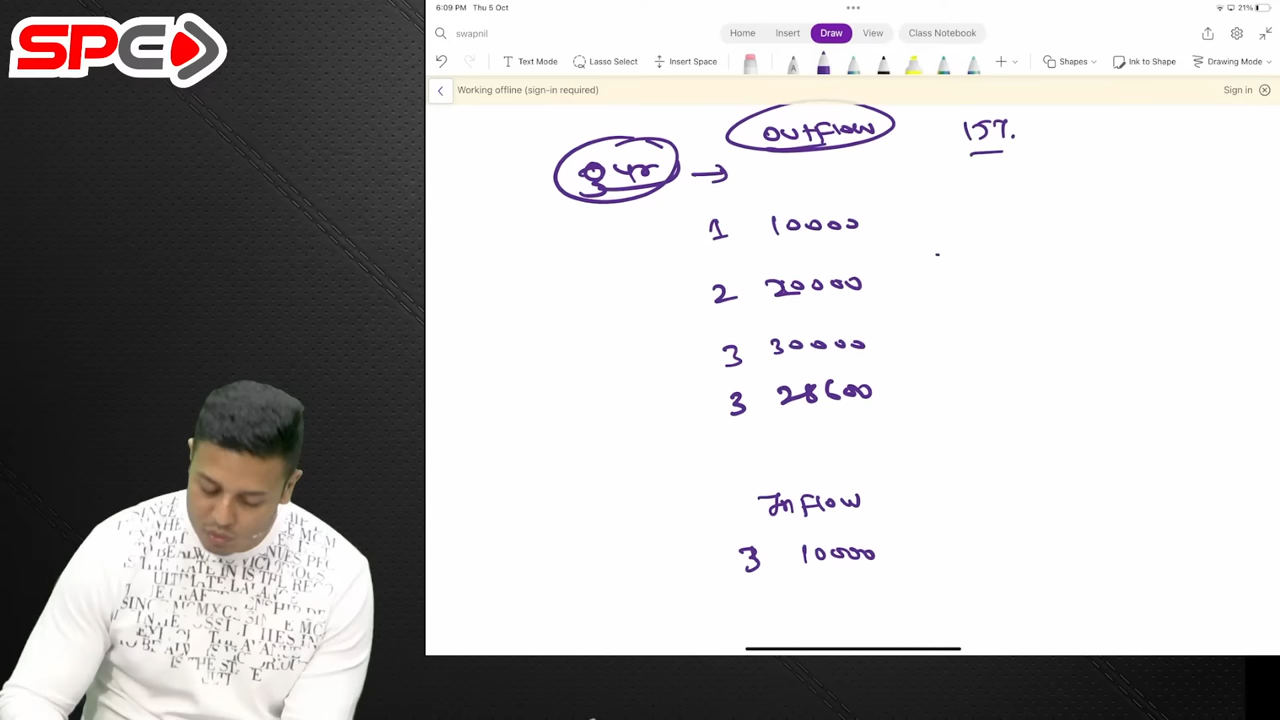 SPE
6:09 PM Thu 5 Oct
21%
swapnil
Home Insert Draw View Class Notebook
Text Mode Lasso Select Insert Space Shapes Ink to Shape Drawing Mode
Working offline (sign-in required) Sign in
outflow 15%.
3 yr →
1 10000
2 20000
3 30000
3 28600
Inflow
3 10000